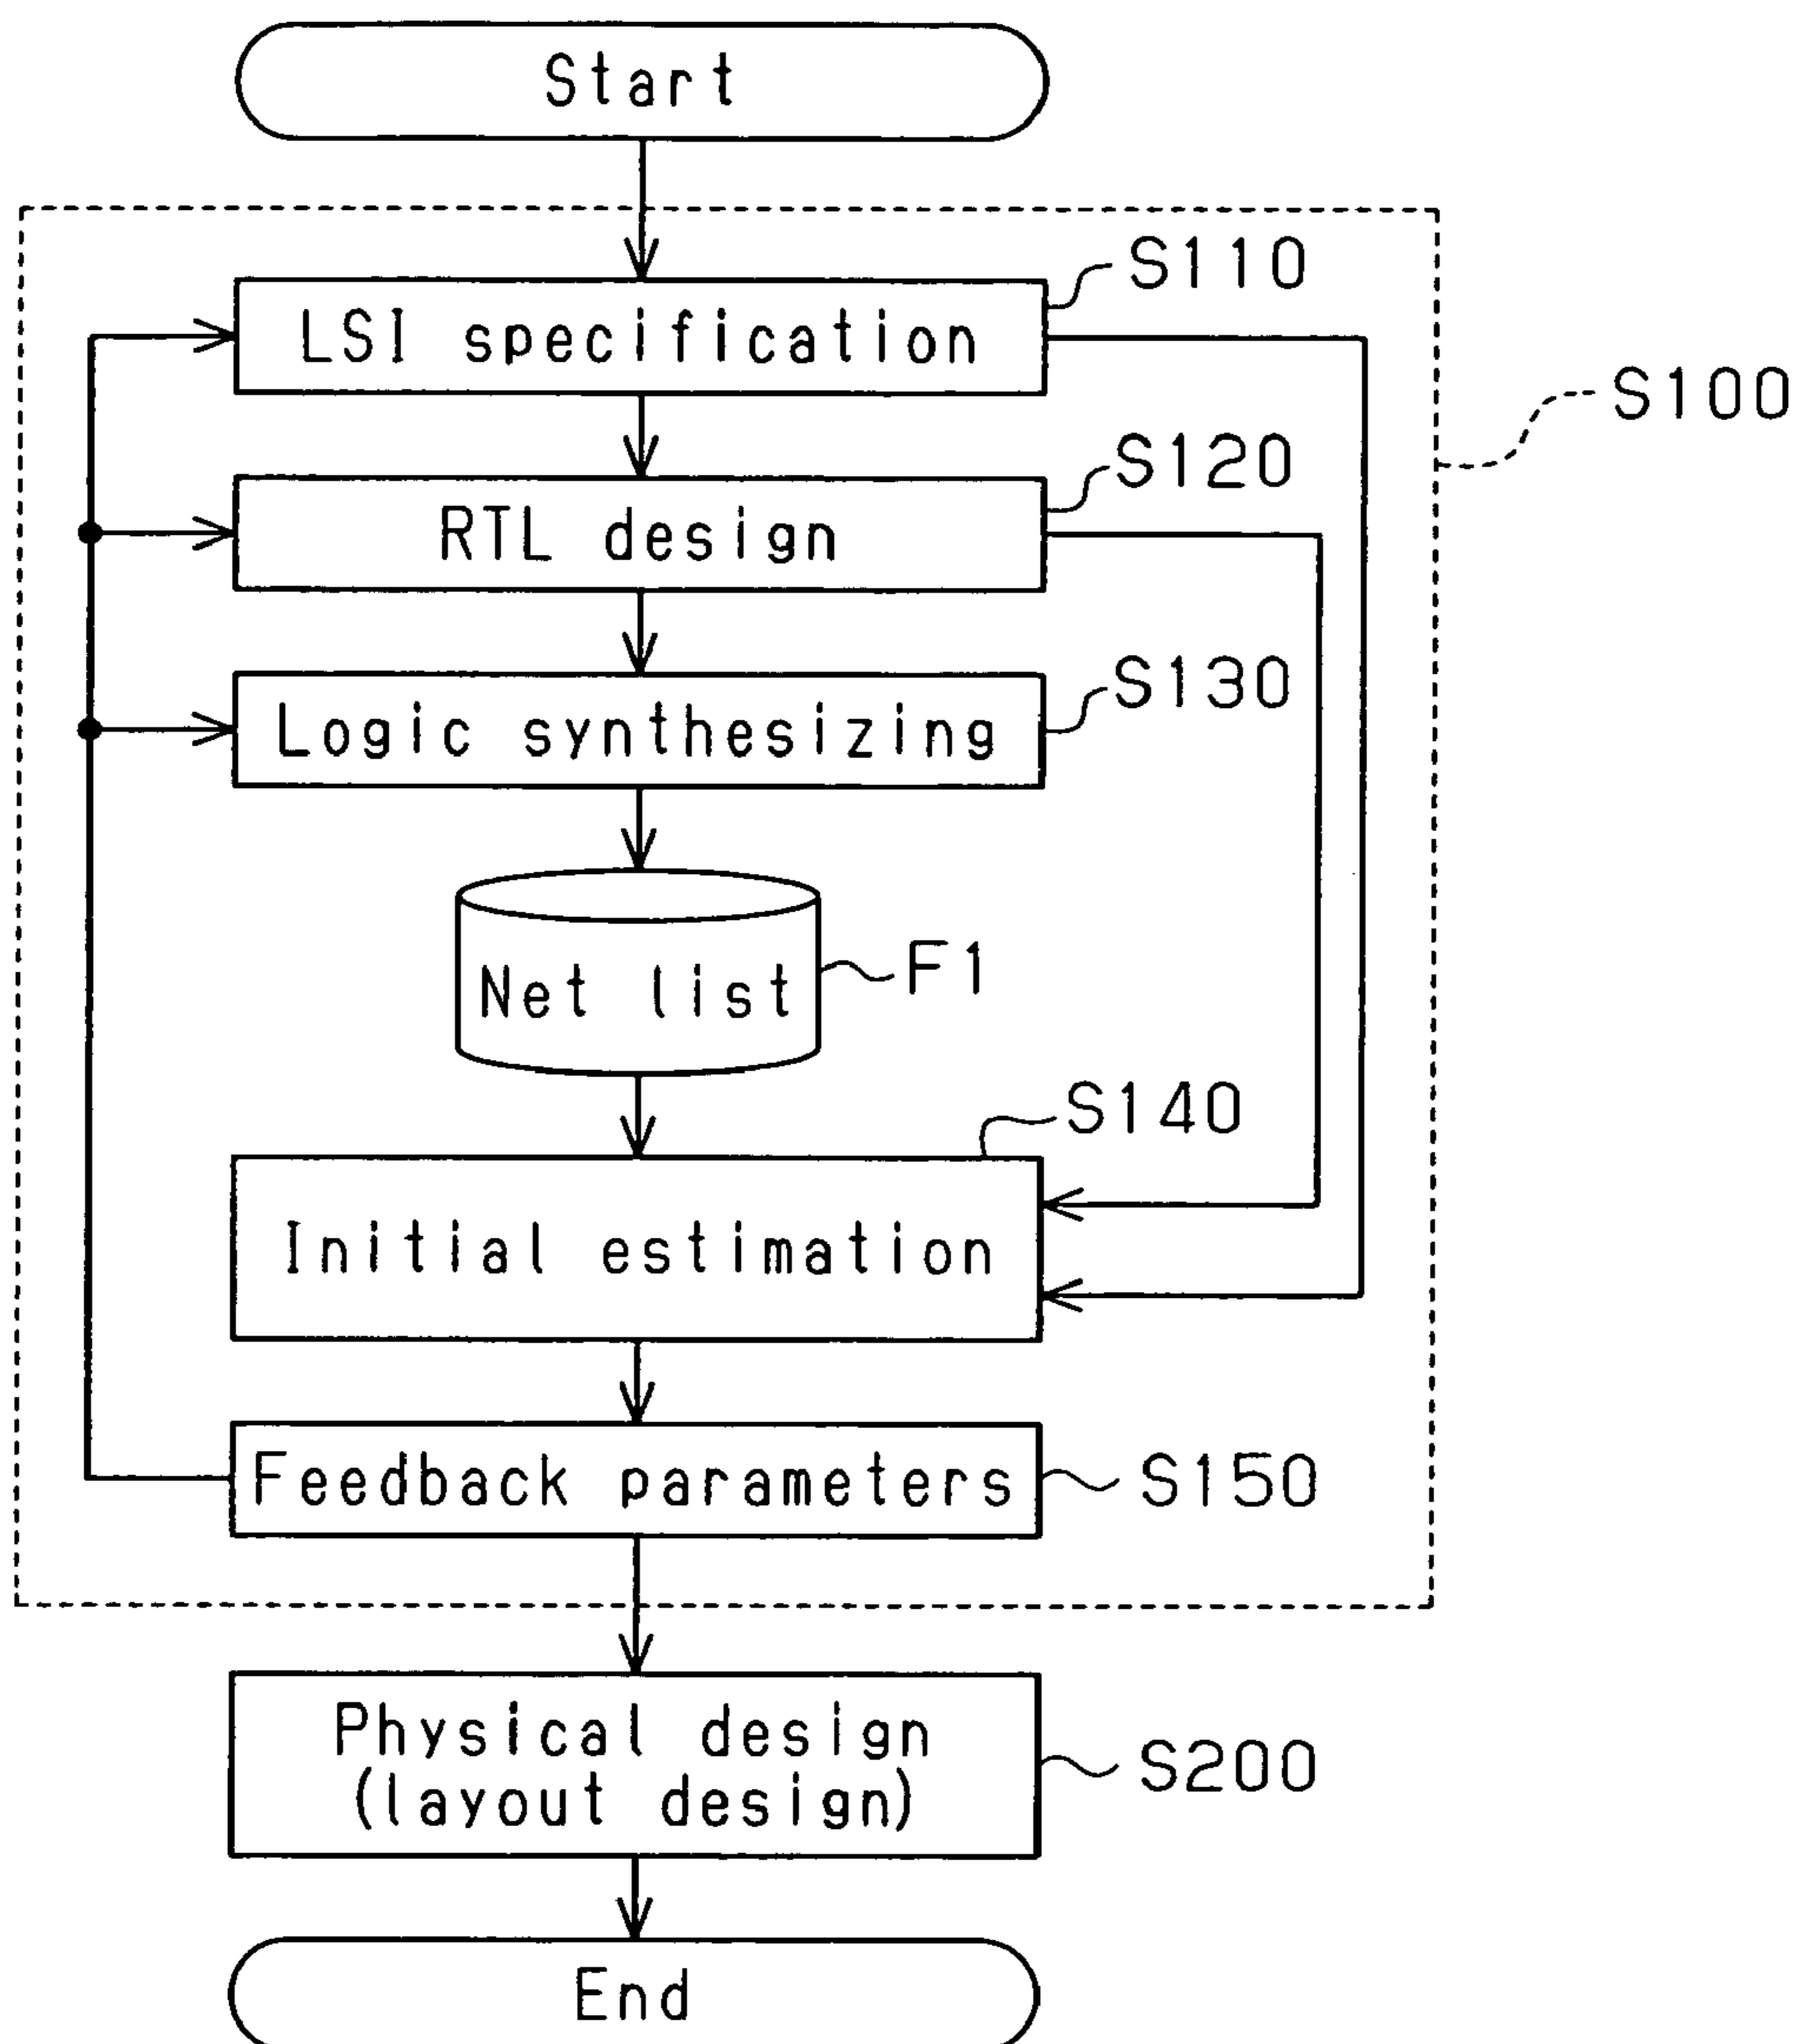 Start
S110
LSI specification
S100
S120
RTL design
S130
Logic synthesizing
F1
Net list
S140
Initial estimation
Feedback parameters
S150
Physical design
(layout design)
S200
End